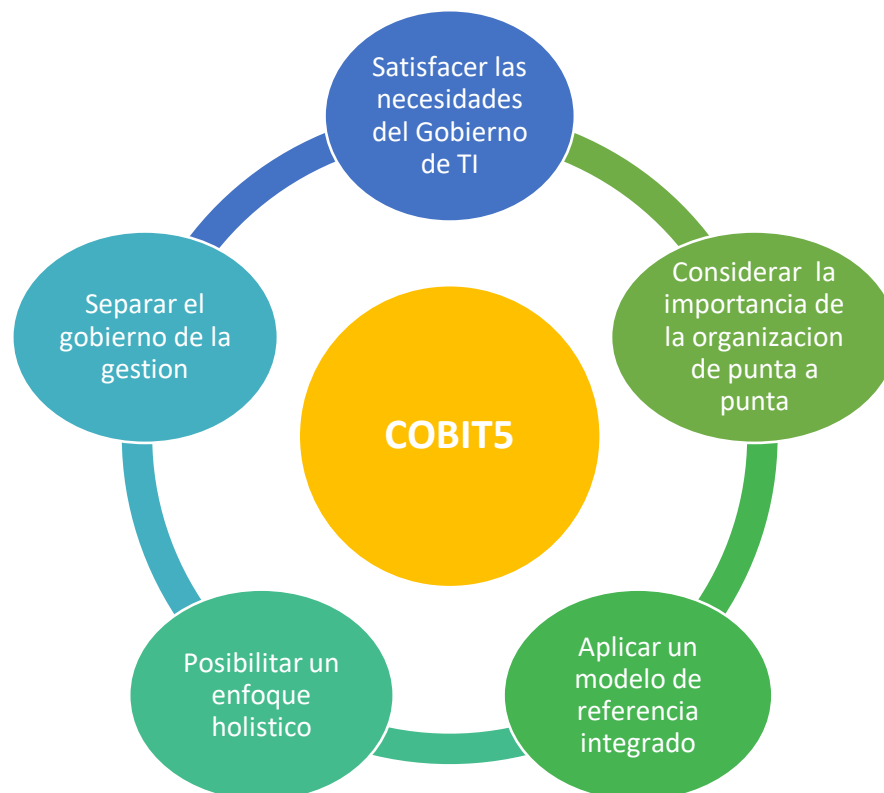 Satisfacer las
necesidades
del Gobierno
de TI
Considerar la
importancia de
la organizacion
de punta a
punta
Aplicar un
modelo de
referencia
integrado
Posibilitar un
enfoque
holistico
Separar el
gobierno de la
gestion
COBIT5